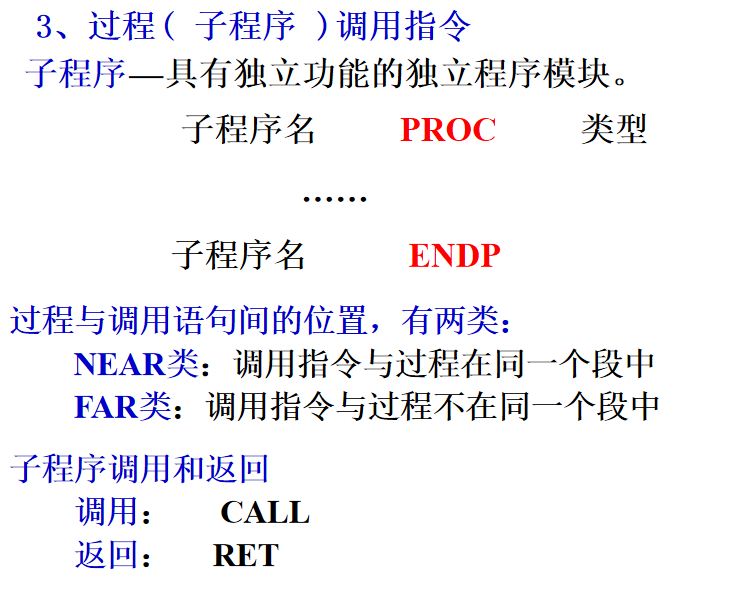 3、过程( 子程序 )调用指令
子程序—具有独立功能的独立程序模块。
子程序名 PROC 类型
……
子程序名 ENDP
过程与调用语句间的位置，有两类：
NEAR类：调用指令与过程在同一个段中
FAR类：调用指令与过程不在同一个段中
子程序调用和返回
调用： CALL
返回： RET